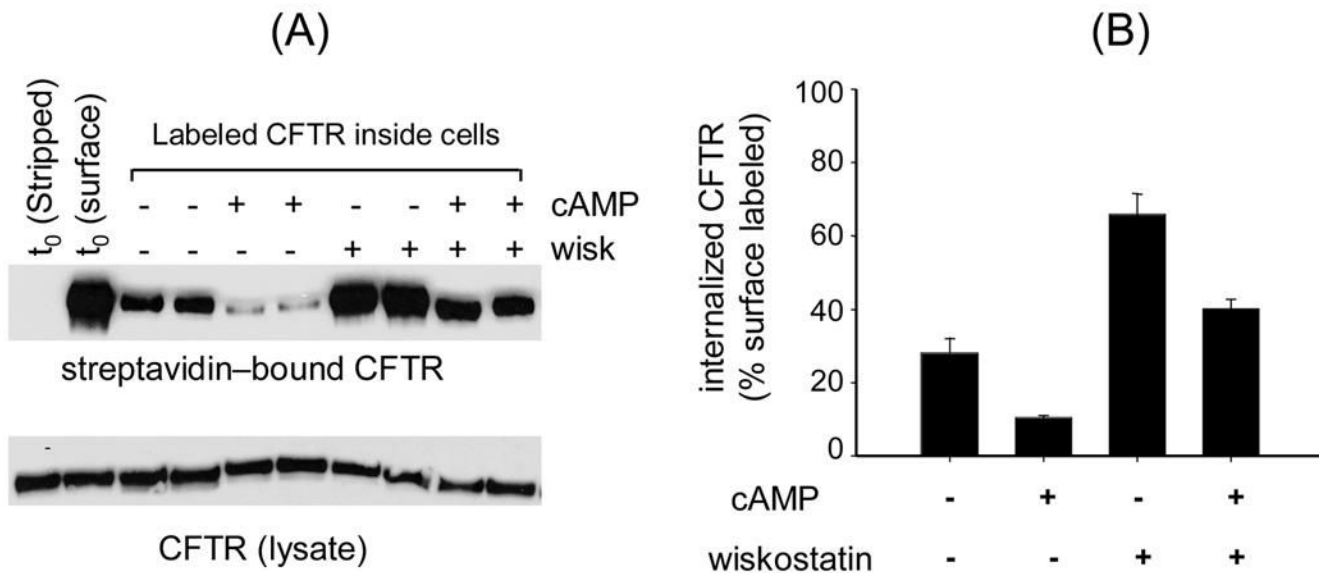 (A)
t₀ (Stripped)
t₀ (surface)
Labeled CFTR inside cells
- - + + - - + + cAMP
- - - - + + + + wisk
streptavidin–bound CFTR
-
CFTR (lysate)
(B)
internalized CFTR
(% surface labeled)
100
80
60
40
20
0
cAMP - + - +
wiskostatin - - + +